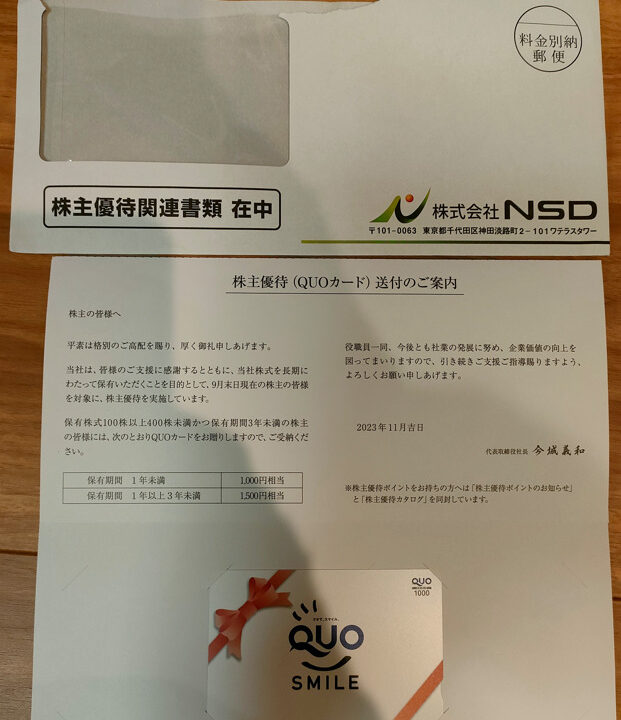 料金別納
郵便
株主優待関連書類 在中
株式会社 NSD
〒101-0063 東京都千代田区神田淡路町2－101ワテラスタワー
株主優待（QUOカード）送付のご案内
株主の皆様へ
平素は格別のご高配を賜り、厚く御礼申しあげます。
当社は、皆様のご支援に感謝するとともに、当社株式を長期に
わたって保有いただくことを目的として、9月末日現在の株主の皆様
を対象に、株主優待を実施しています。
保有株式100株以上400株未満かつ保有期間3年未満の株主
の皆様には、次のとおりQUOカードをお贈りしますので、ご受納くだ
さい。
保有期間 1年未満 1,000円相当
保有期間 1年以上3年未満 1,500円相当
役職員一同、今後とも社業の発展に努め、企業価値の向上を
図ってまいりますので、引き続きご支援ご指導賜りますよう、
よろしくお願い申しあげます。
2023年11月吉日
代表取締役社長 今城義和
※株主優待ポイントをお持ちの方へは「株主優待ポイントのお知らせ」
と「株主優待カタログ」を同封しています。
QUO
1000
さきて、スマイル。
QUO
SMILE